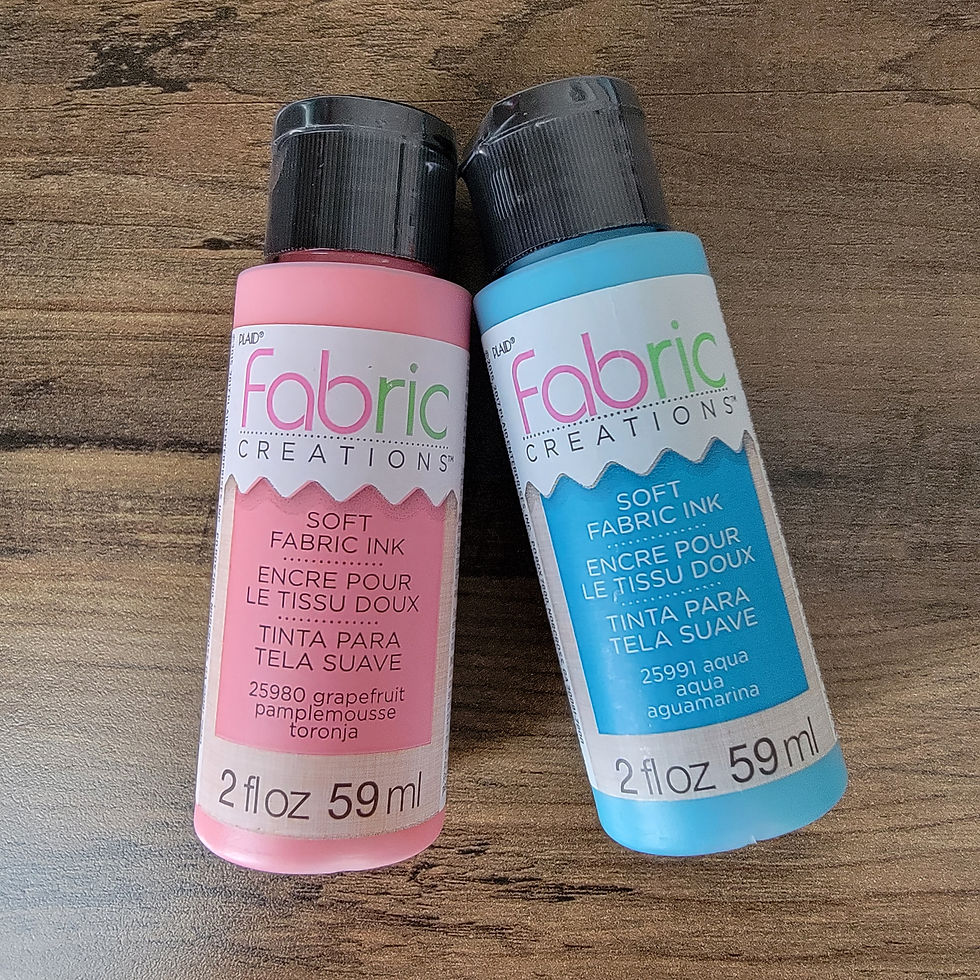 PLAID®
Fabric
CREATIONS™
SOFT
FABRIC INK
ENCRE POUR
LE TISSU DOUX
TINTA PARA
TELA SUAVE
25980 grapefruit
pamplemousse
toronja
2 fl oz 59 ml
PLAID®
Fabric
CREATIONS™
SOFT
FABRIC INK
ENCRE POUR
LE TISSU DOUX
TINTA PARA
TELA SUAVE
25991 aqua
aqua
aguamarina
2 fl oz 59 ml